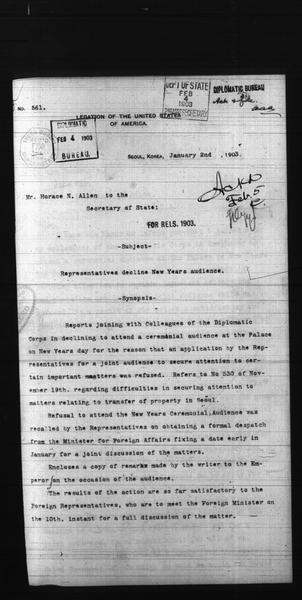 No. 561.
DEP'T OF STATE
FEB
4
1903
DIPLOMATIC BUREAU
LEGATION OF THE UNITED STATES
OF AMERICA.
DIPLOMATIC
FEB 4 1903
BUREAU.
SEOUL, KOREA, January 2nd , 1903.
Mr. Horace N. Allen to the
Secretary of State:
Ack'd
Feb. 5
FOR RELS. 1903.
-Subject-
Representatives decline New Years audience.
-Synopsis-
Reports joining with Colleagues of the Diplomatic
Corps in declining to attend a ceremonial audience at the Palace
on New Years day for the reason that an application by the Rep-
resentatives for a joint audience to secure attention to cer-
tain important matters was refused. Refers to No 530 of Nov-
ember 19th. regarding difficulties in securing attention to
matters relating to transfer of property in Seoul.
Refusal to attend the New Years Ceremonial Audience was
recalled by the Representatives on obtaining a formal despatch
from the Minister for Foreign Affairs fixing a date early in
January for a joint discussion of the matters.
Encloses a copy of remarks made by the writer to the Em-
peror on the occasion of the audience.
The results of the action are so far satisfactory to the
Foreign Representatives, who are to meet the Foreign Minister on
the 10th. instant for a full discussion of the matter.